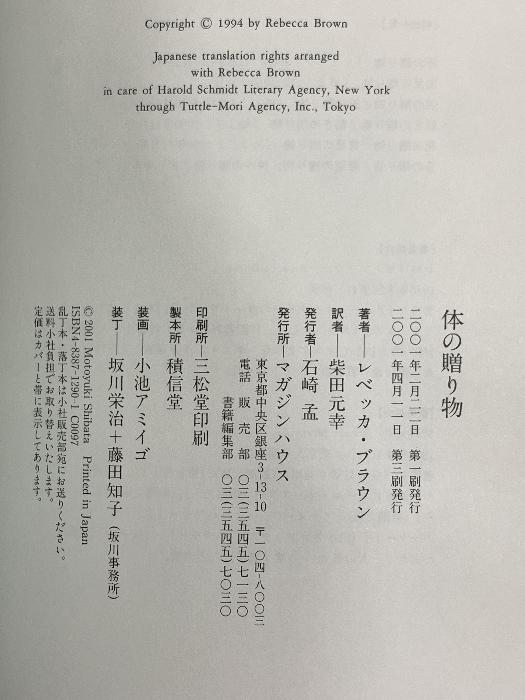 Copyright © 1994 by Rebecca Brown
Japanese translation rights arranged
with Rebecca Brown
in care of Harold Schmidt Literary Agency, New York
through Tuttle-Mori Agency, Inc., Tokyo
体の贈り物
二〇〇一年二月二二日 第一刷発行
二〇〇一年四月一一日 第三刷発行
著者──レベッカ・ブラウン
訳者──柴田元幸
発行者──石崎 孟
発行所──マガジンハウス
東京都中央区銀座3-13-10 〒一〇四-八〇〇三
電話 販売部 〇三(三五四五)七一三〇
書籍編集部 〇三(三五四五)七〇三〇
印刷所──三松堂印刷
製本所──積信堂
装画──小池アミイゴ
装丁──坂川栄治+藤田知子(坂川事務所)
© 2001 Motoyuki Shibata Printed in Japan
ISBN4-8387-1290-1 C0097
乱丁本・落丁本は小社販売部宛にお送りください。
送料小社負担でお取り替えいたします。
定価はカバーと帯に表示してあります。